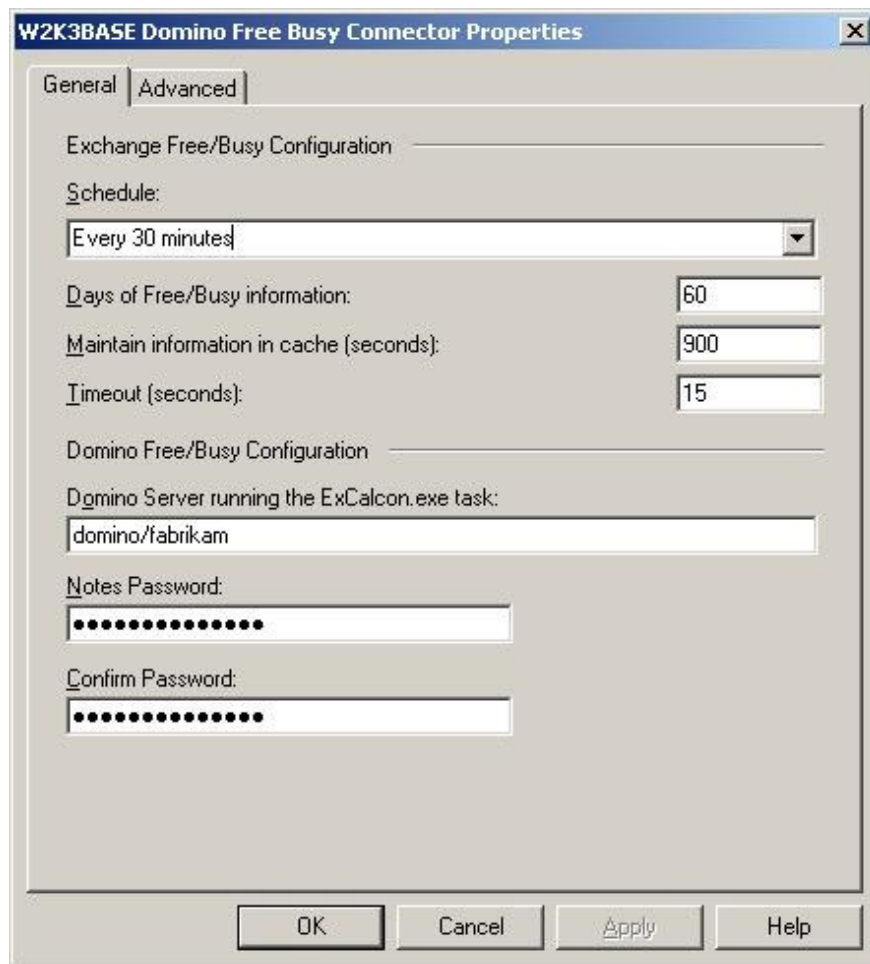 W2K3BASE Domino Free Busy Connector Properties
General Advanced
Exchange Free/Busy Configuration
Schedule:
Every 30 minutes
Days of Free/Busy information: 60
Maintain information in cache (seconds): 900
Timeout (seconds): 15
Domino Free/Busy Configuration
Domino Server running the ExCalcon.exe task:
domino/fabrikam
Notes Password:
●●●●●●●●●●●●●●
Confirm Password:
●●●●●●●●●●●●●●
OK Cancel Apply Help